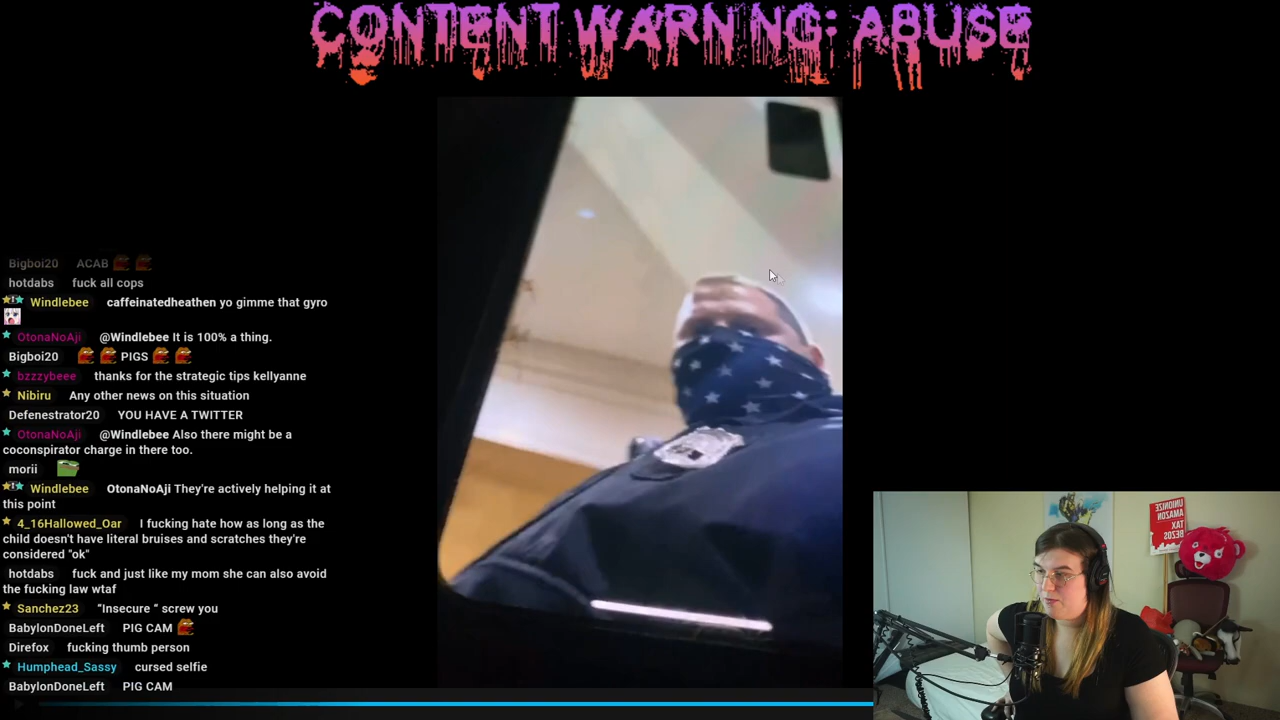 CONTENT WARNING: ABUSE
Bigboi20 ACAB
hotdabs fuck all cops
Windlebee caffeinatedheathen yo gimme that gyro
OtonaNoAji @Windlebee It is 100% a thing.
Bigboi20 PIGS
bzzzybeee thanks for the strategic tips kellyanne
Nibiru Any other news on this situation
Defenestrator20 YOU HAVE A TWITTER
OtonaNoAji @Windlebee Also there might be a
coconspirator charge in there too.
morii
Windlebee OtonaNoAji They're actively helping it at
this point
4_16Hallowed_Oar I fucking hate how as long as the
child doesn't have literal bruises and scratches they're
considered "ok"
hotdabs fuck and just like my mom she can also avoid
the fucking law wtaf
Sanchez23 “Insecure “ screw you
BabylonDoneLeft PIG CAM
Direfox fucking thumb person
Humphead_Sassy cursed selfie
BabylonDoneLeft PIG CAM
UNIONIZE
AMAZON
TAX
BEZOS